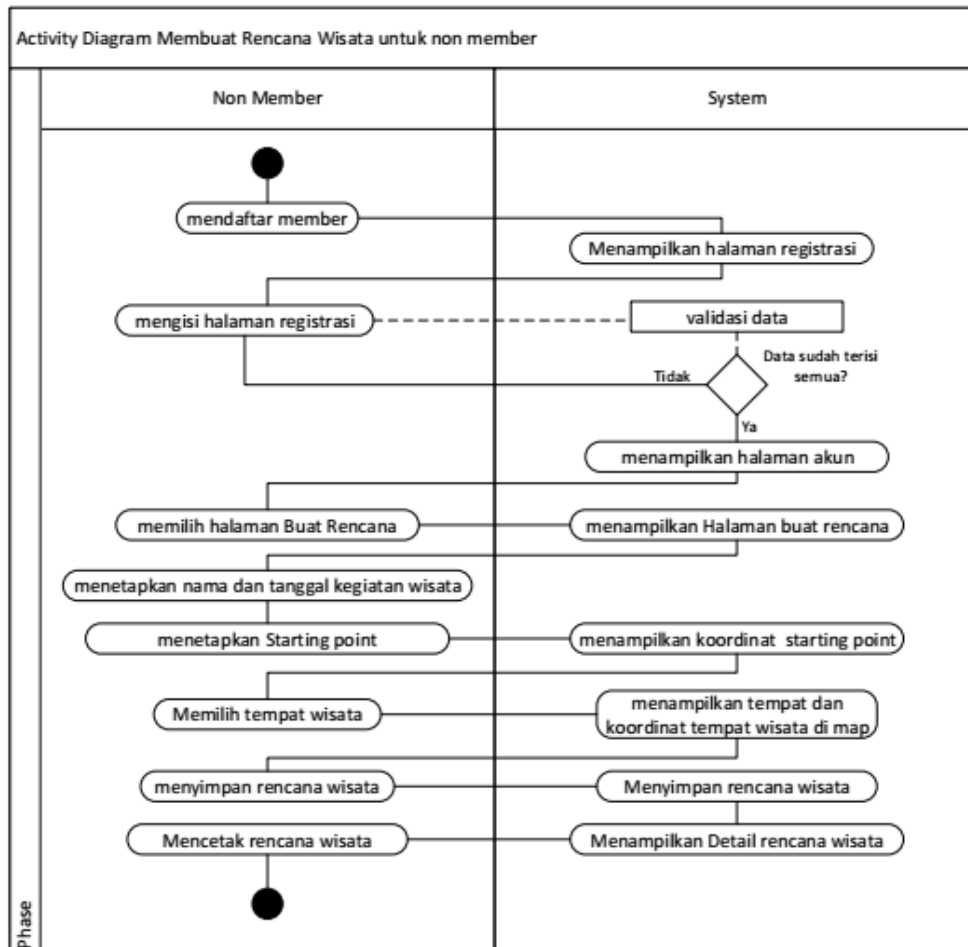 Activity Diagram Membuat Rencana Wisata untuk non member
Non Member
System
mendaftar member
Menampilkan halaman registrasi
mengisi halaman registrasi
validasi data
Data sudah terisi
semua?
Tidak
Ya
menampilkan halaman akun
memilih halaman Buat Rencana
menampilkan Halaman buat rencana
menetapkan nama dan tanggal kegiatan wisata
menetapkan Starting point
menampilkan koordinat starting point
Memilih tempat wisata
menampilkan tempat dan
koordinat tempat wisata di map
menyimpan rencana wisata
Menyimpan rencana wisata
Mencetak rencana wisata
Menampilkan Detail rencana wisata
Phase